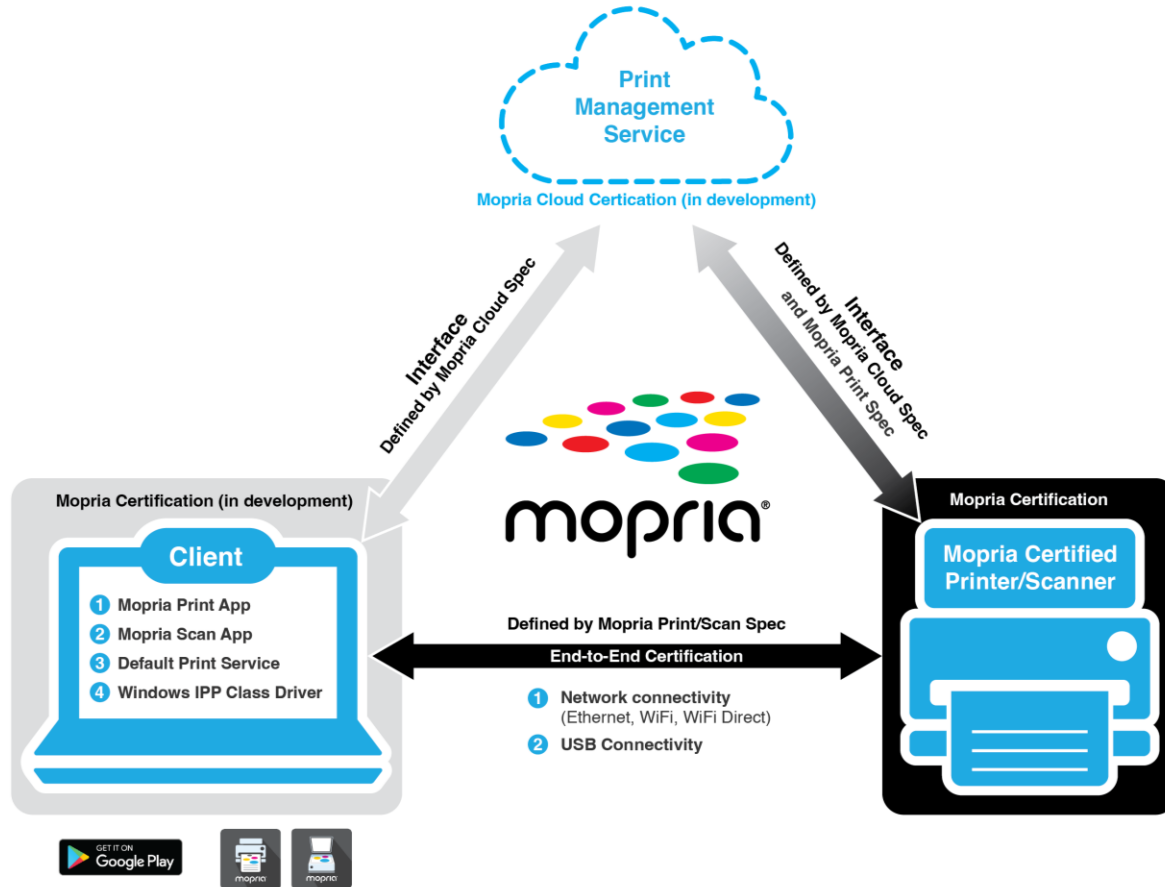 Print
Management
Service
Mopria Cloud Certication (in development)
Interface
Defined by Mopria Cloud Spec
Interface
Defined by Mopria Cloud Spec
and Mopria Print Spec
mopria®
Mopria Certification (in development)
Client
1 Mopria Print App
2 Mopria Scan App
3 Default Print Service
4 Windows IPP Class Driver
Defined by Mopria Print/Scan Spec
End-to-End Certification
1 Network connectivity
(Ethernet, WiFi, WiFi Direct)
2 USB Connectivity
Mopria Certification
Mopria Certified
Printer/Scanner
GET IT ON
Google Play
mopria
mopria